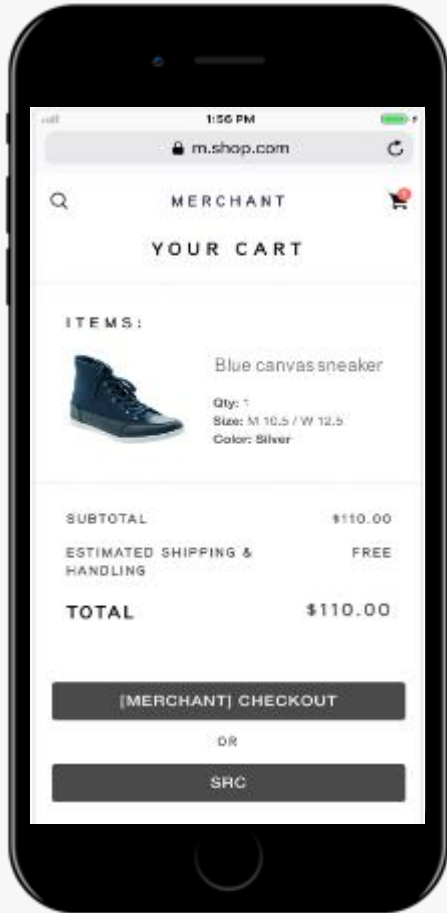 1:56 PM
m.shop.com
MERCHANT
YOUR CART
ITEMS:
Blue canvas sneaker
Qty: 1
Size: M 10.5 / W 12.5
Color: Silver
SUBTOTAL $110.00
ESTIMATED SHIPPING & FREE
HANDLING
TOTAL $110.00
[MERCHANT] CHECKOUT
OR
SRC